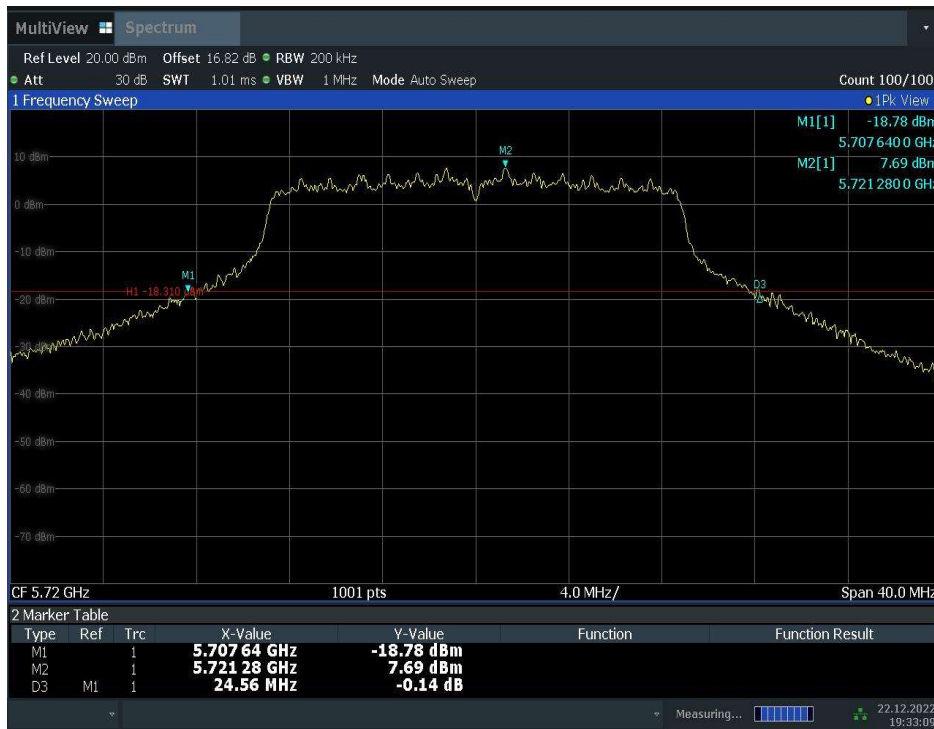 MultiView Spectrum
Ref Level 20.00 dBm Offset 16.82 dB RBW 200 kHz
Att 30 dB SWT 1.01 ms VBW 1 MHz Mode Auto Sweep Count 100/100
1 Frequency Sweep 1Pk View
M1[1] -18.78 dBm
5.707 640 0 GHz
M2[1] 7.69 dBm
5.721 280 0 GHz
M2
10 dBm
0 dBm
-10 dBm
M1
D3
H1 -18.310 dBm
-20 dBm
-30 dBm
-40 dBm
-50 dBm
-60 dBm
-70 dBm
CF 5.72 GHz 1001 pts 4.0 MHz/ Span 40.0 MHz
2 Marker Table
Type Ref Trc X-Value Y-Value Function Function Result
M1 1 5.707 64 GHz -18.78 dBm
M2 1 5.721 28 GHz 7.69 dBm
D3 M1 1 24.56 MHz -0.14 dB
Measuring... 22.12.2022
19:33:09